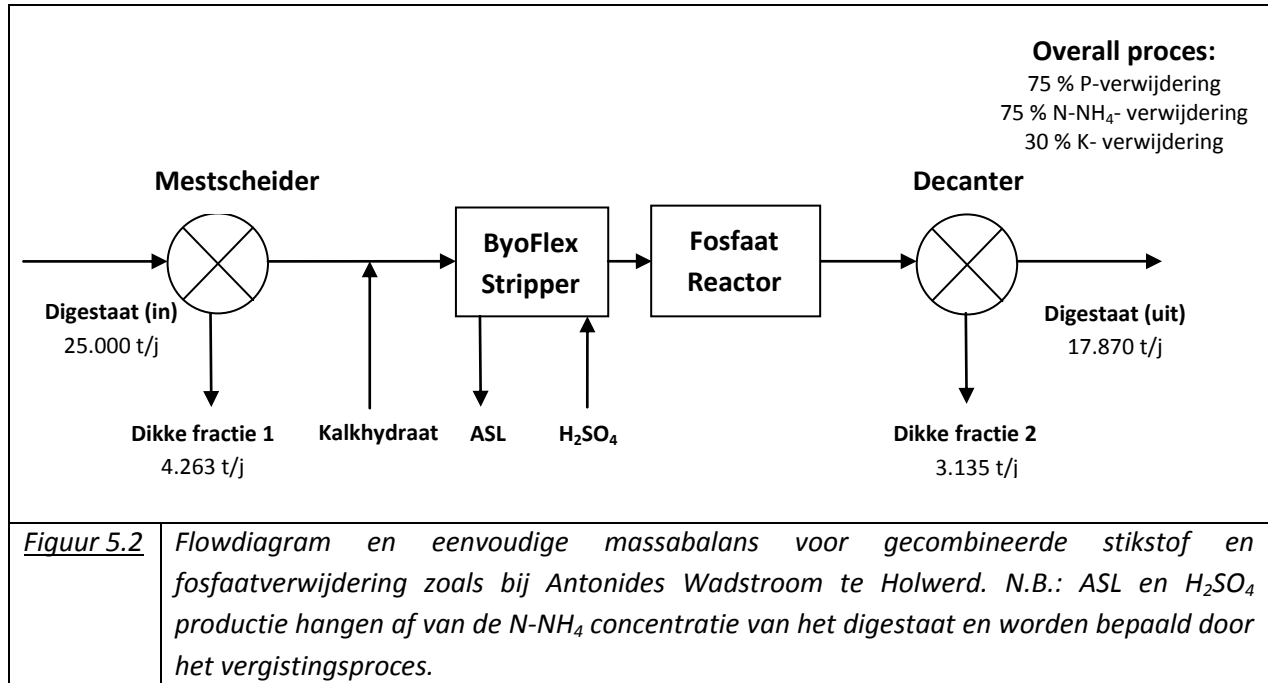 Overall proces:
75 % P-verwijdering
75 % N-NH₄- verwijdering
30 % K- verwijdering
Mestscheider
Decanter
ByoFlex
Stripper
Fosfaat
Reactor
Digestaat (in)
25.000 t/j
Digestaat (uit)
17.870 t/j
Dikke fractie 1
4.263 t/j
Kalkhydraat
ASL
H₂SO₄
Dikke fractie 2
3.135 t/j
Figuur 5.2
Flowdiagram en eenvoudige massabalans voor gecombineerde stikstof en
fosfaatverwijdering zoals bij Antonides Wadstroom te Holwerd. N.B.: ASL en H₂SO₄
productie hangen af van de N-NH₄ concentratie van het digestaat en worden bepaald door
het vergistingsproces.